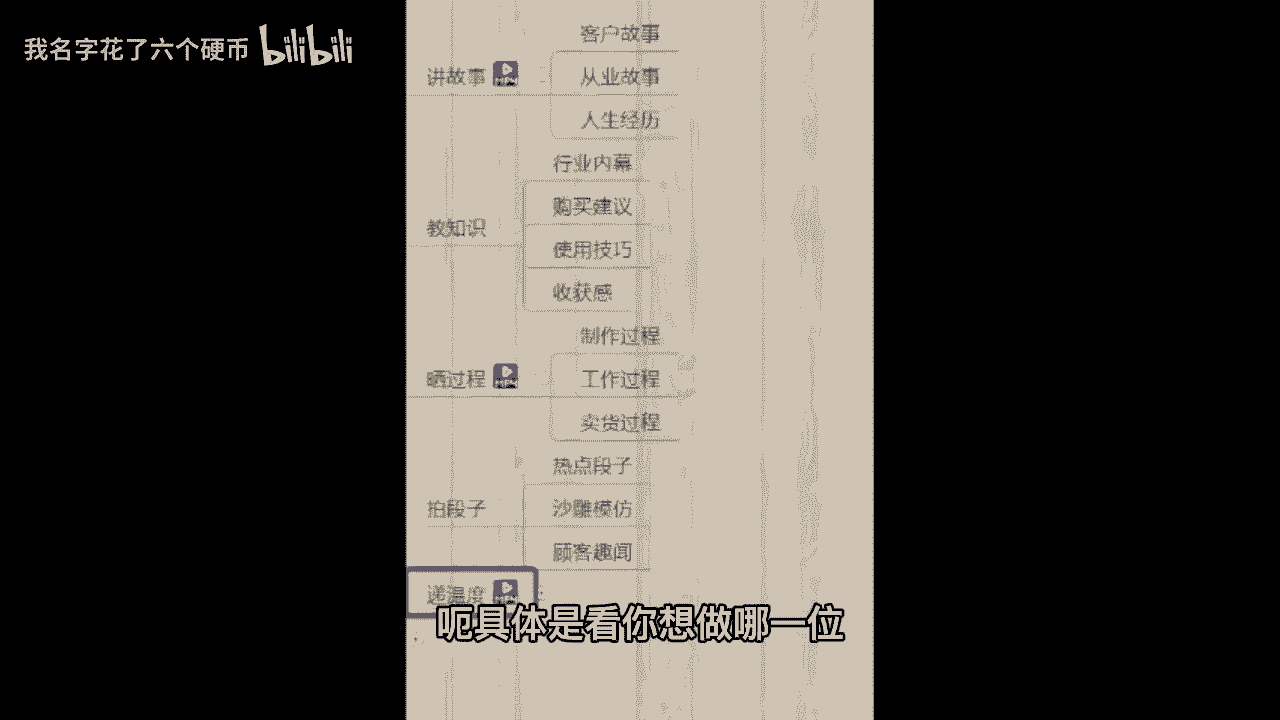 我名字花了六个硬币 bilibili
客户故事
讲故事
从业故事
人生经历
行业内幕
购买建议
教知识
使用技巧
收获感
制作过程
晒过程
工作过程
卖货过程
热点段子
拍段子
沙雕模仿
顾客趣闻
递温度
呃具体是看你想做哪一位